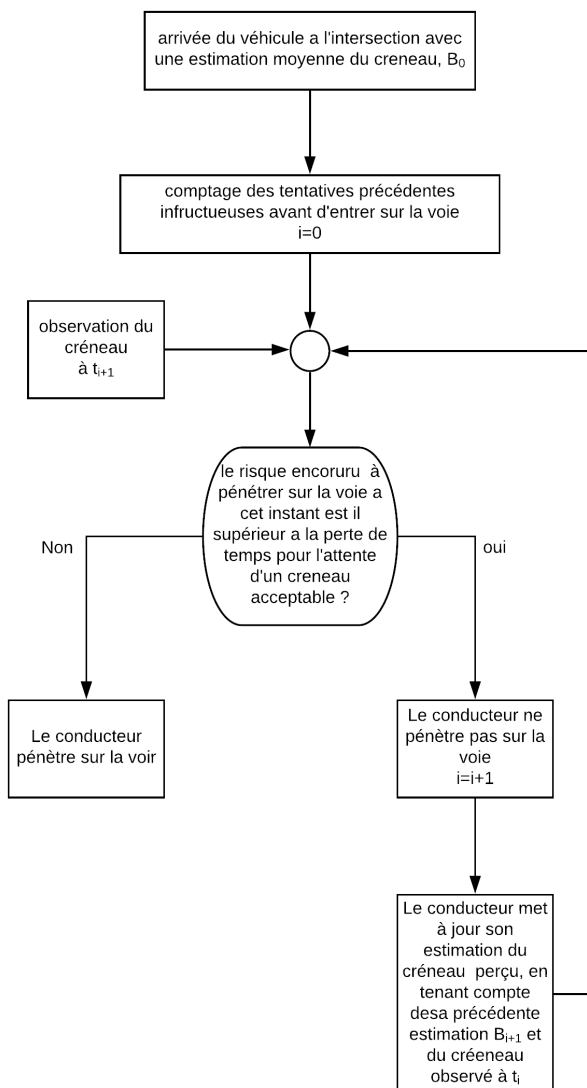 arrivée du véhicule a l'intersection avec
une estimation moyenne du creneau, B₀
comptage des tentatives précédentes
infructueuses avant d'entrer sur la voie
i=0
observation du
créneau
à tᵢ₊₁
le risque encoruru à
pénétrer sur la voie a
cet instant est il
supérieur a la perte de
temps pour l'attente
d'un creneau
acceptable ?
Non
oui
Le conducteur
pénètre sur la voir
Le conducteur ne
pénètre pas sur la
voie
i=i+1
Le conducteur met
à jour son
estimation du
créneau perçu, en
tenant compte
desa précédente
estimation Bᵢ₊₁ et
du créeneau
observé à tᵢ